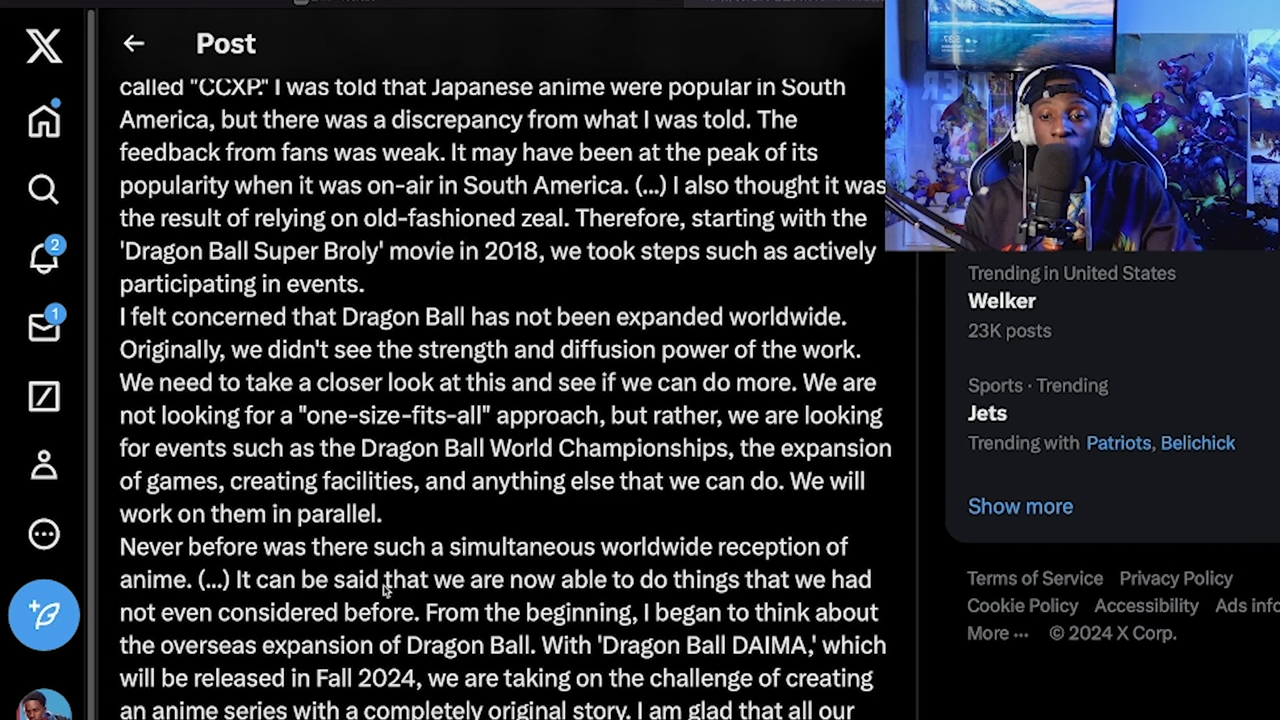 Post
called "CCXP." I was told that Japanese anime were popular in South
America, but there was a discrepancy from what I was told. The
feedback from fans was weak. It may have been at the peak of its
popularity when it was on-air in South America. (...) I also thought it was
the result of relying on old-fashioned zeal. Therefore, starting with the
'Dragon Ball Super Broly' movie in 2018, we took steps such as actively
participating in events.
I felt concerned that Dragon Ball has not been expanded worldwide.
Originally, we didn't see the strength and diffusion power of the work.
We need to take a closer look at this and see if we can do more. We are
not looking for a "one-size-fits-all" approach, but rather, we are looking
for events such as the Dragon Ball World Championships, the expansion
of games, creating facilities, and anything else that we can do. We will
work on them in parallel.
Never before was there such a simultaneous worldwide reception of
anime. (...) It can be said that we are now able to do things that we had
not even considered before. From the beginning, I began to think about
the overseas expansion of Dragon Ball. With 'Dragon Ball DAIMA,' which
will be released in Fall 2024, we are taking on the challenge of creating
an anime series with a completely original story. I am glad that all our
2
1
Trending in United States
Welker
23K posts
Sports · Trending
Jets
Trending with Patriots, Belichick
Show more
Terms of Service Privacy Policy
Cookie Policy Accessibility Ads info
More ··· © 2024 X Corp.